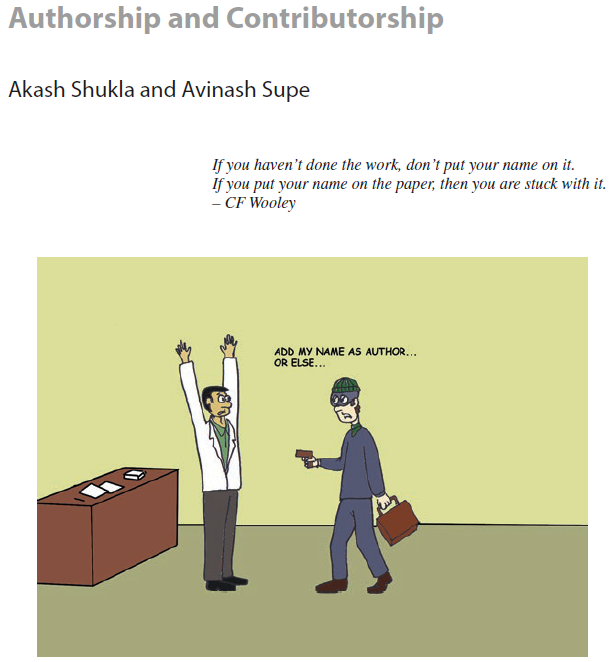 Authorship and Contributorship
Akash Shukla and Avinash Supe
If you haven’t done the work, don’t put your name on it.
If you put your name on the paper, then you are stuck with it.
– CF Wooley
ADD MY NAME AS AUTHOR...
OR ELSE...